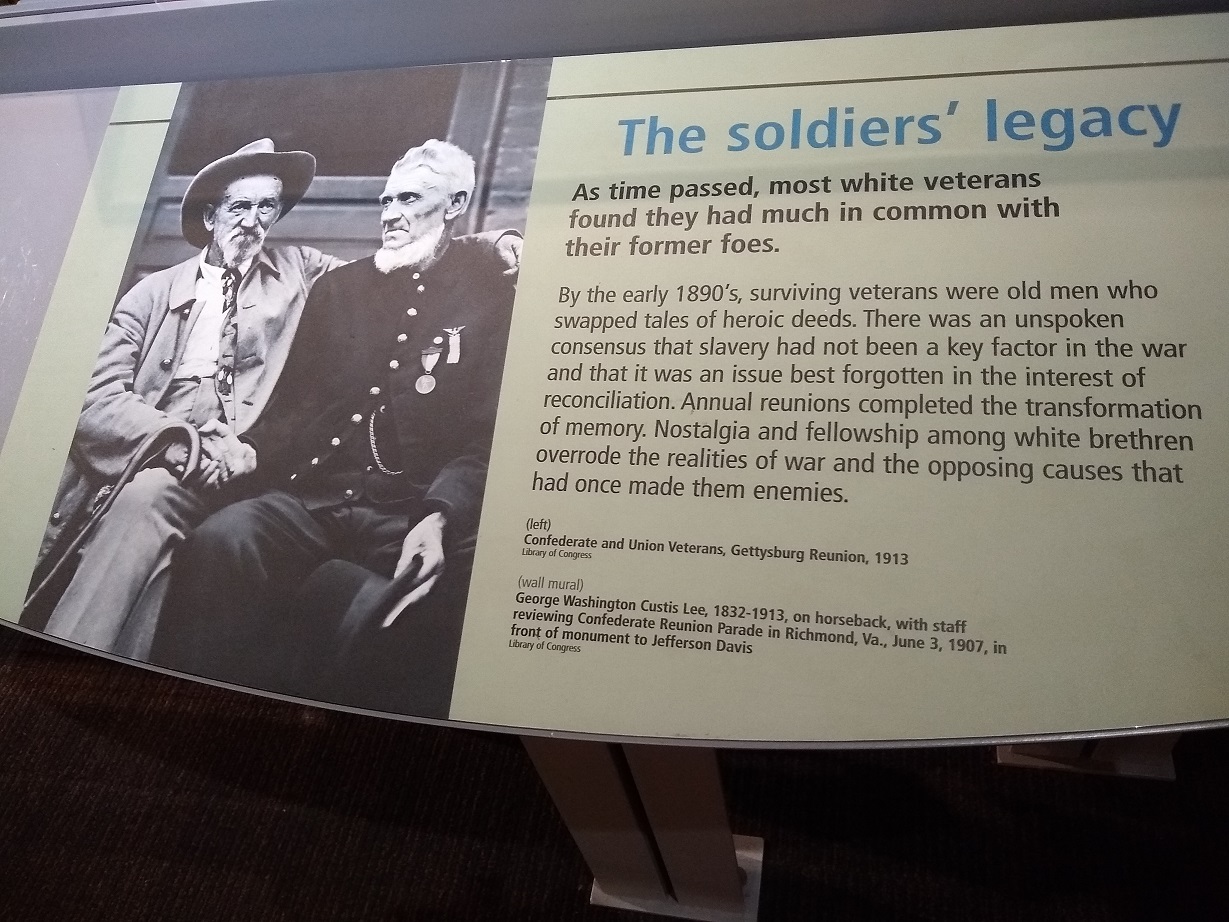 The soldiers' legacy
As time passed, most white veterans
found they had much in common with
their former foes.
By the early 1890's, surviving veterans were old men who
swapped tales of heroic deeds. There was an unspoken
consensus that slavery had not been a key factor in the war
and that it was an issue best forgotten in the interest of
reconciliation. Annual reunions completed the transformation
of memory. Nostalgia and fellowship among white brethren
overrode the realities of war and the opposing causes that
had once made them enemies.
(left)
Confederate and Union Veterans, Gettysburg Reunion, 1913
Library of Congress
(wall mural)
George Washington Custis Lee, 1832-1913, on horseback, with staff
reviewing Confederate Reunion Parade in Richmond, Va., June 3, 1907, in
front of monument to Jefferson Davis
Library of Congress